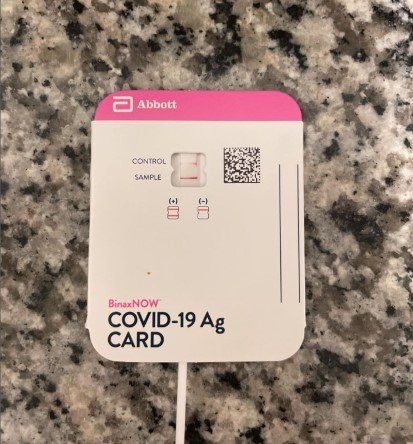 Abbott
CONTROL
SAMPLE
(+) (-)
BinaxNOW™
COVID-19 Ag
CARD